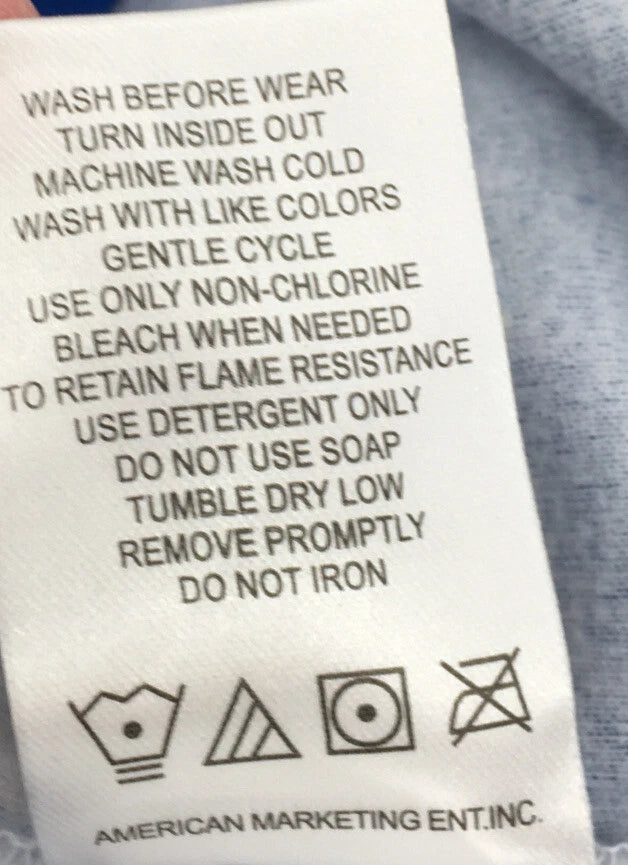 WASH BEFORE WEAR
TURN INSIDE OUT
MACHINE WASH COLD
WASH WITH LIKE COLORS
GENTLE CYCLE
USE ONLY NON-CHLORINE
BLEACH WHEN NEEDED
TO RETAIN FLAME RESISTANCE
USE DETERGENT ONLY
DO NOT USE SOAP
TUMBLE DRY LOW
REMOVE PROMPTLY
DO NOT IRON
AMERICAN MARKETING ENT.INC.